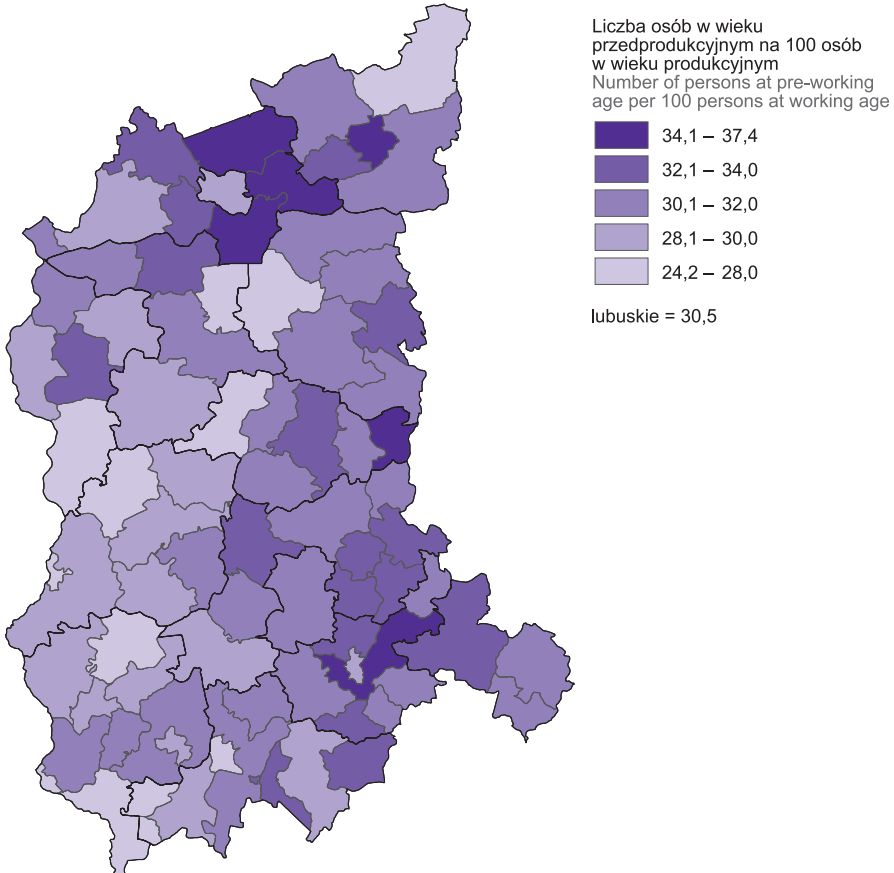 Liczba osób w wieku
przedprodukcyjnym na 100 osób
w wieku produkcyjnym
Number of persons at pre-working
age per 100 persons at working age
34,1 – 37,4
32,1 – 34,0
30,1 – 32,0
28,1 – 30,0
24,2 – 28,0
lubuskie = 30,5